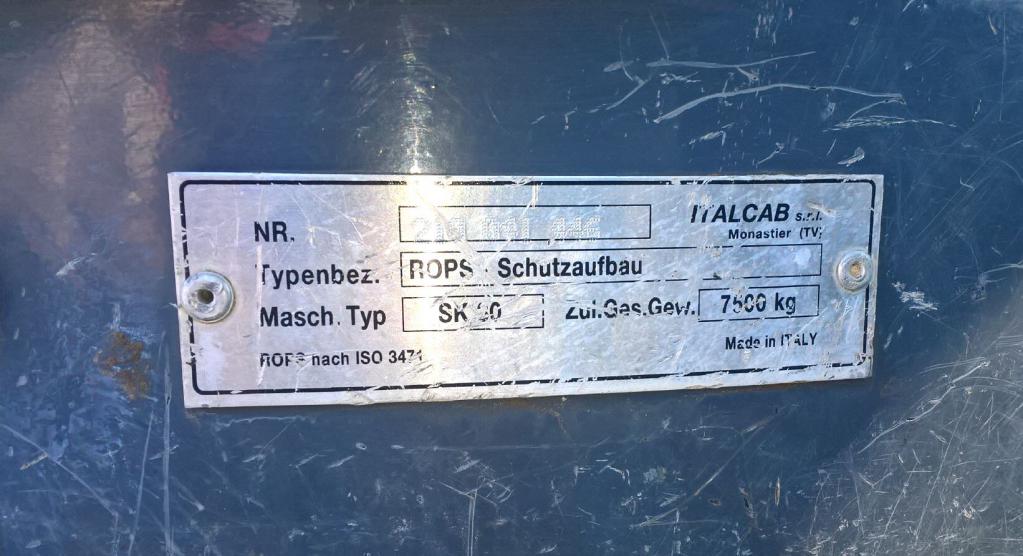 NR. ITALCAB s.r.l.
Monastier (TV)
Typenbez. ROPS - Schutzaufbau
Masch. Typ Zul.Ges.Gew. 7500 kg
ROPS nach ISO 3471 Made in ITALY